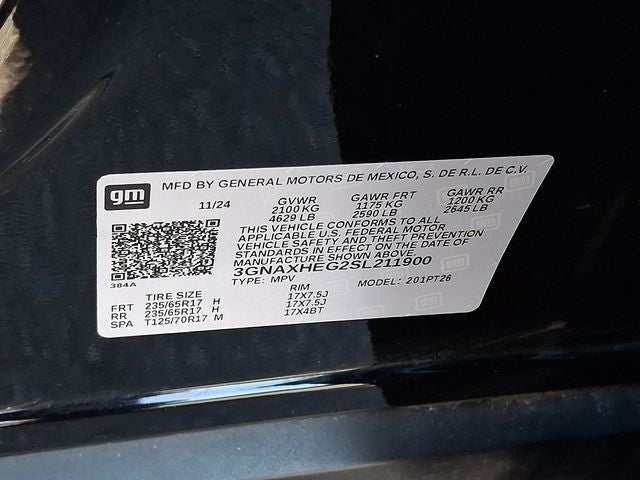 gm MFD BY GENERAL MOTORS DE MEXICO, S. DE R.L. DE C.V.
11/24 GVWR GAWR FRT GAWR RR
2100 KG 1175 KG 1200 KG
4629 LB 2590 LB 2645 LB
THIS VEHICLE CONFORMS TO ALL
APPLICABLE U.S. FEDERAL MOTOR
VEHICLE SAFETY AND THEFT PREVENTION
STANDARDS IN EFFECT ON THE DATE OF
MANUFACTURE SHOWN ABOVE.
3GNAXHEG2SL211900
384A
TYPE: MPV MODEL: 201PT26
TIRE SIZE RIM
FRT 235/65R17 H 17X7.5J
RR 235/65R17 H 17X7.5J
SPA T125/70R17 M 17X4BT